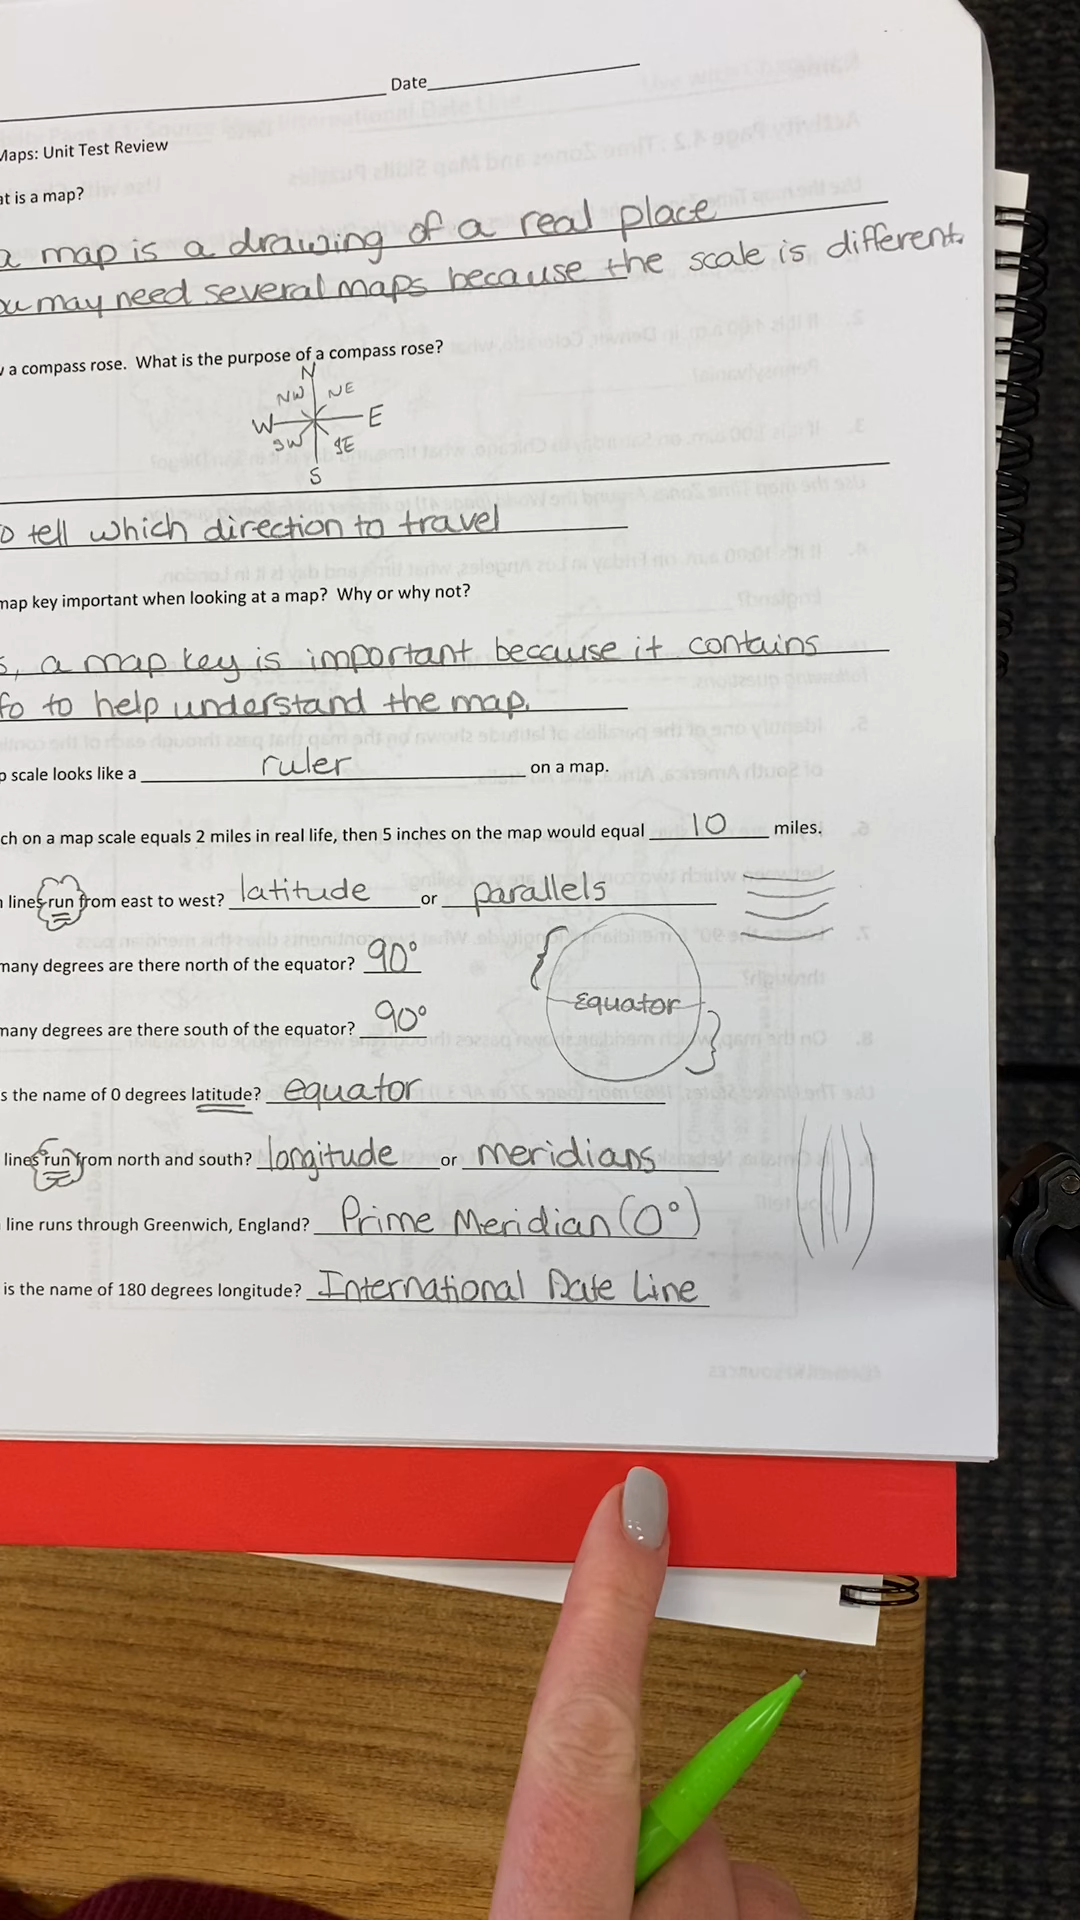 Date
Maps: Unit Test Review
at is a map?
a map is a drawing of a real place
ou may need several maps because the scale is different.
w a compass rose. What is the purpose of a compass rose?
N
NW NE
W E
SW SE
S
o tell which direction to travel
map key important when looking at a map? Why or why not?
s, a map key is important because it contains
fo to help understand the map.
p scale looks like a ruler on a map.
ch on a map scale equals 2 miles in real life, then 5 inches on the map would equal 10 miles.
h lines run from east to west? latitude or parallels
many degrees are there north of the equator? 90°
Equator
many degrees are there south of the equator? 90°
s the name of 0 degrees latitude? equator
lines run from north and south? longitude or meridians
line runs through Greenwich, England? Prime Meridian (0°)
is the name of 180 degrees longitude? International Date Line